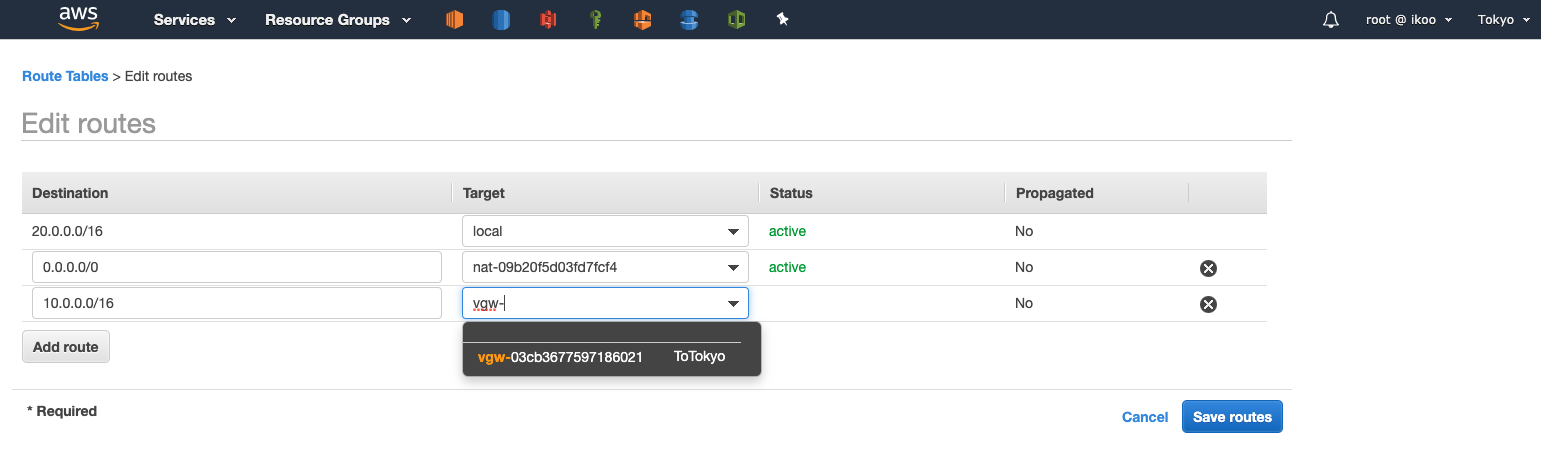 aws Services Resource Groups root @ ikoo Tokyo
Route Tables > Edit routes
Edit routes
Destination Target Status Propagated
20.0.0.0/16 local active No
0.0.0.0/0 nat-09b20f5d03fd7fcf4 active No
10.0.0.0/16 vgw- No
Add route
vgw-03cb3677597186021 ToTokyo
* Required
Cancel Save routes